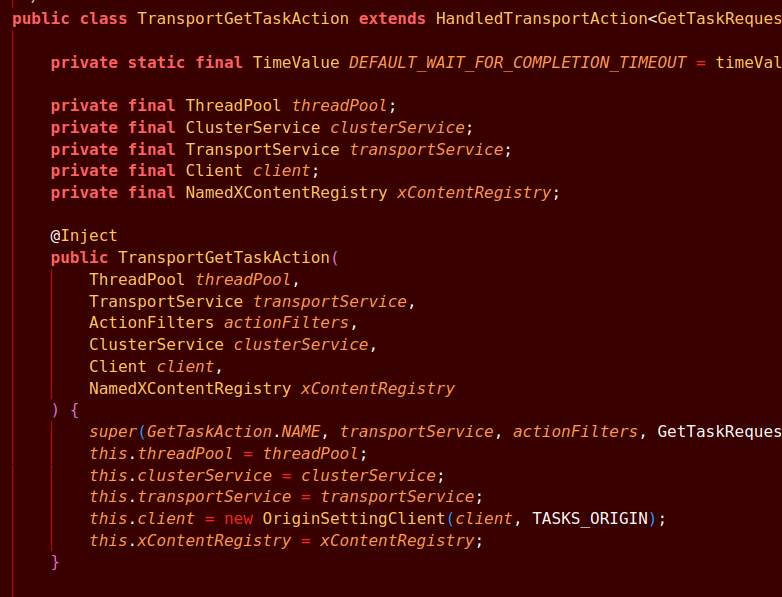 public class TransportGetTaskAction extends HandledTransportAction<GetTaskReques
private static final TimeValue DEFAULT_WAIT_FOR_COMPLETION_TIMEOUT = timeVal
private final ThreadPool threadPool;
private final ClusterService clusterService;
private final TransportService transportService;
private final Client client;
private final NamedXContentRegistry xContentRegistry;
@Inject
public TransportGetTaskAction(
ThreadPool threadPool,
TransportService transportService,
ActionFilters actionFilters,
ClusterService clusterService,
Client client,
NamedXContentRegistry xContentRegistry
) {
super(GetTaskAction.NAME, transportService, actionFilters, GetTaskReques
this.threadPool = threadPool;
this.clusterService = clusterService;
this.transportService = transportService;
this.client = new OriginSettingClient(client, TASKS_ORIGIN);
this.xContentRegistry = xContentRegistry;
}